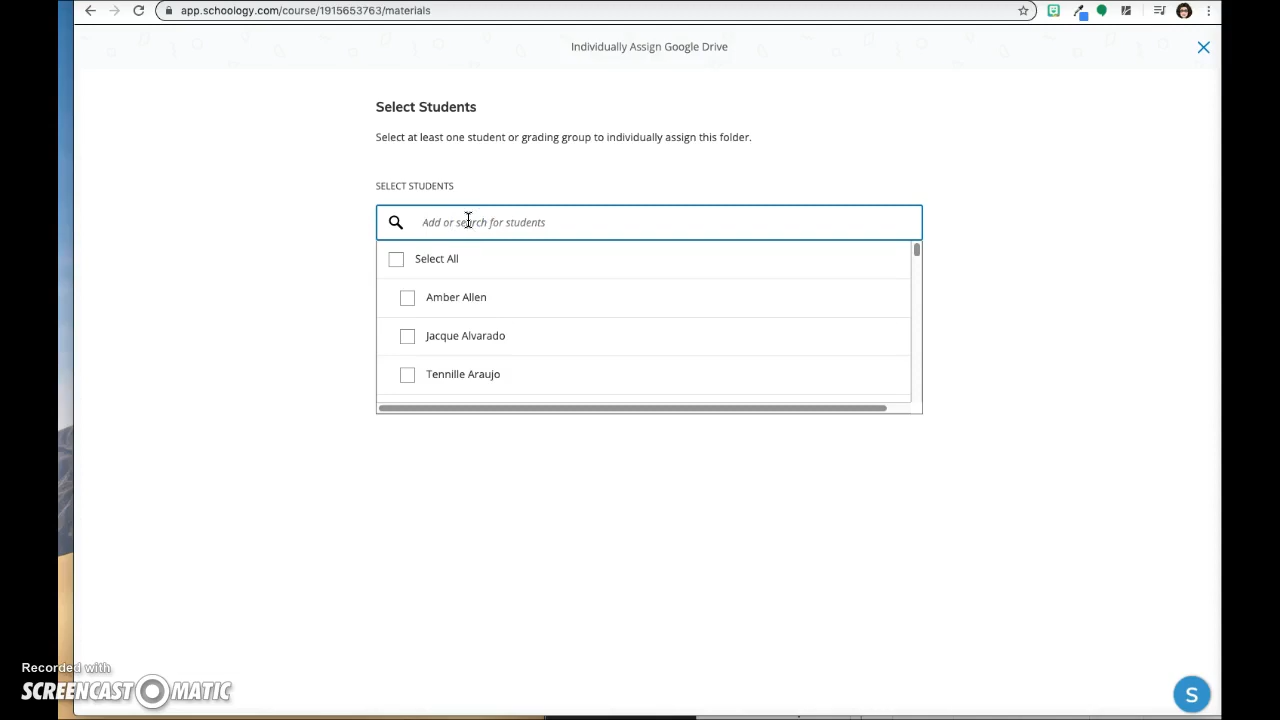 app.schoology.com/course/1915653763/materials
Individually Assign Google Drive
Select Students
Select at least one student or grading group to individually assign this folder.
SELECT STUDENTS
Add or search for students
Select All
Amber Allen
Jacque Alvarado
Tennille Araujo
Recorded with
SCREENCAST MATIC
S